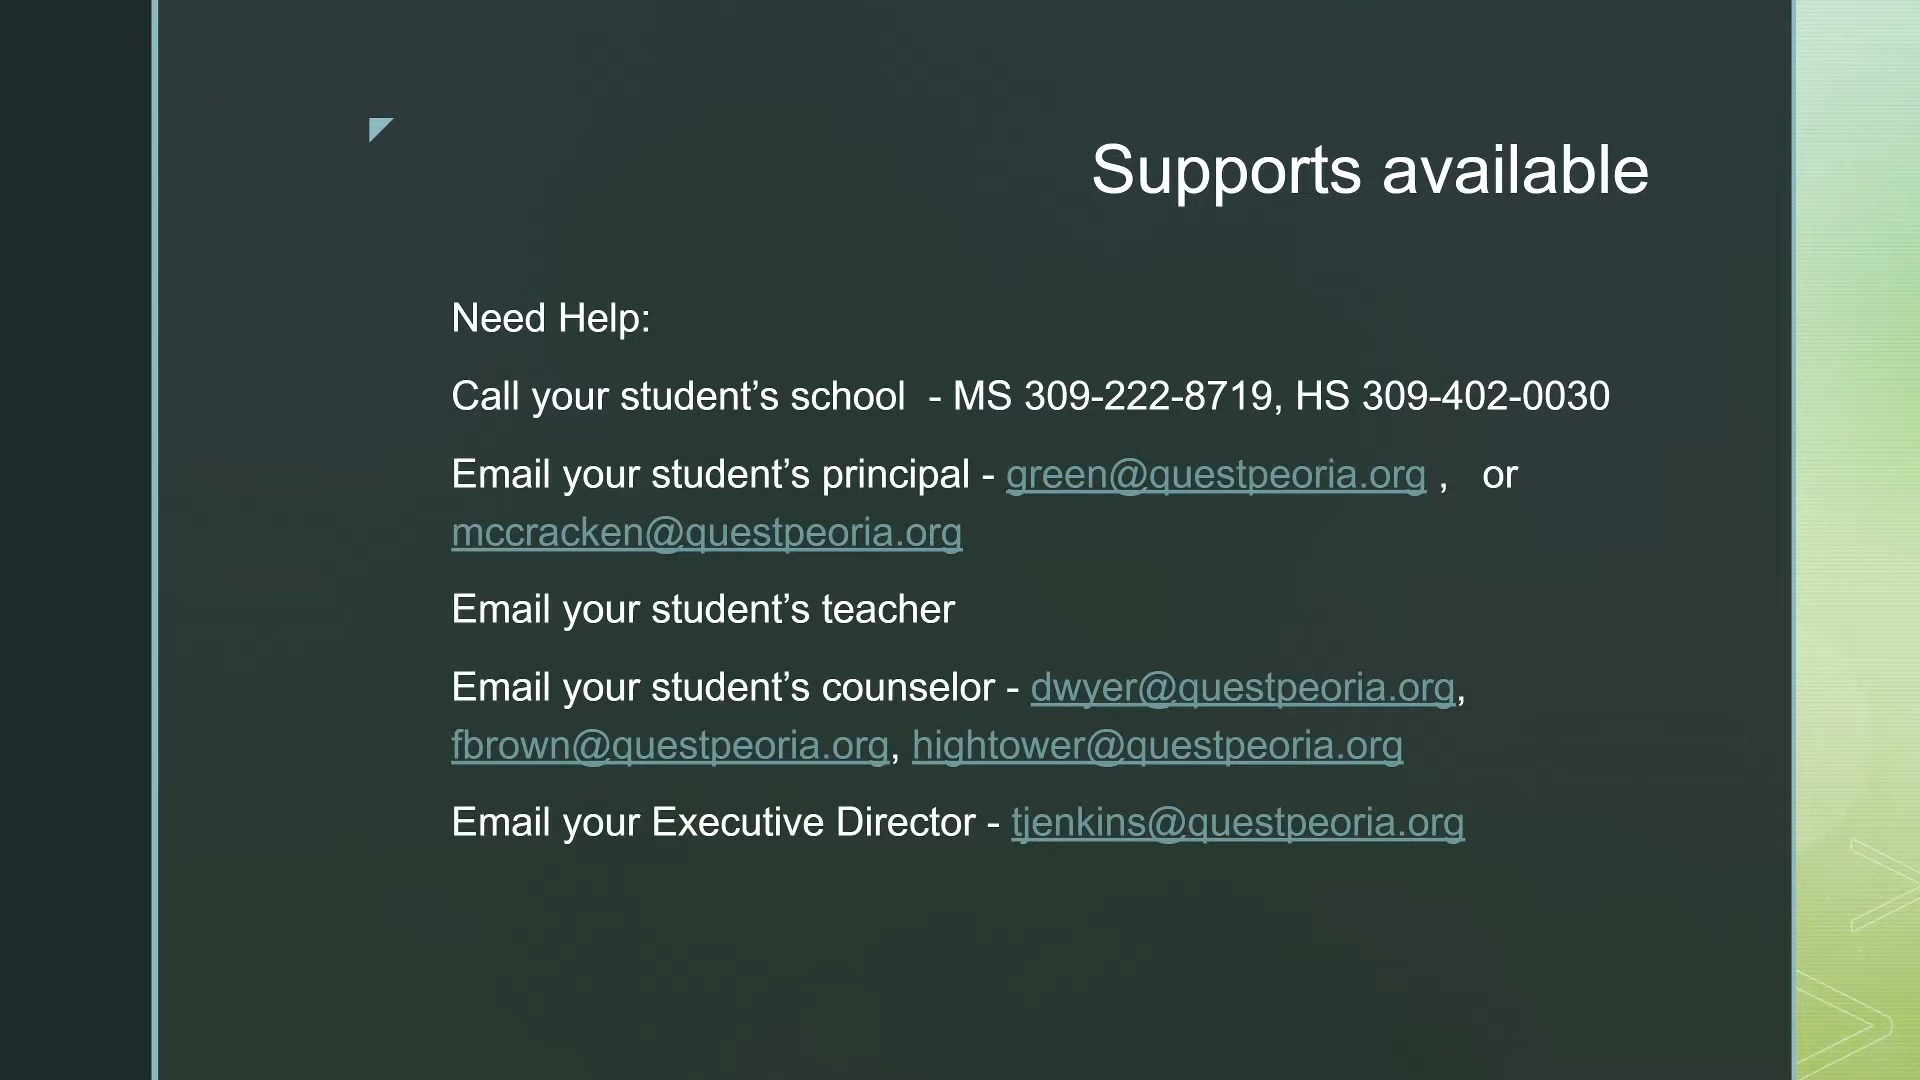 Supports available
Need Help:
Call your student’s school  - MS 309-222-8719, HS 309-402-0030
Email your student’s principal - green@questpeoria.org ,   or
mccracken@questpeoria.org
Email your student’s teacher
Email your student’s counselor - dwyer@questpeoria.org,
fbrown@questpeoria.org, hightower@questpeoria.org
Email your Executive Director - tjenkins@questpeoria.org